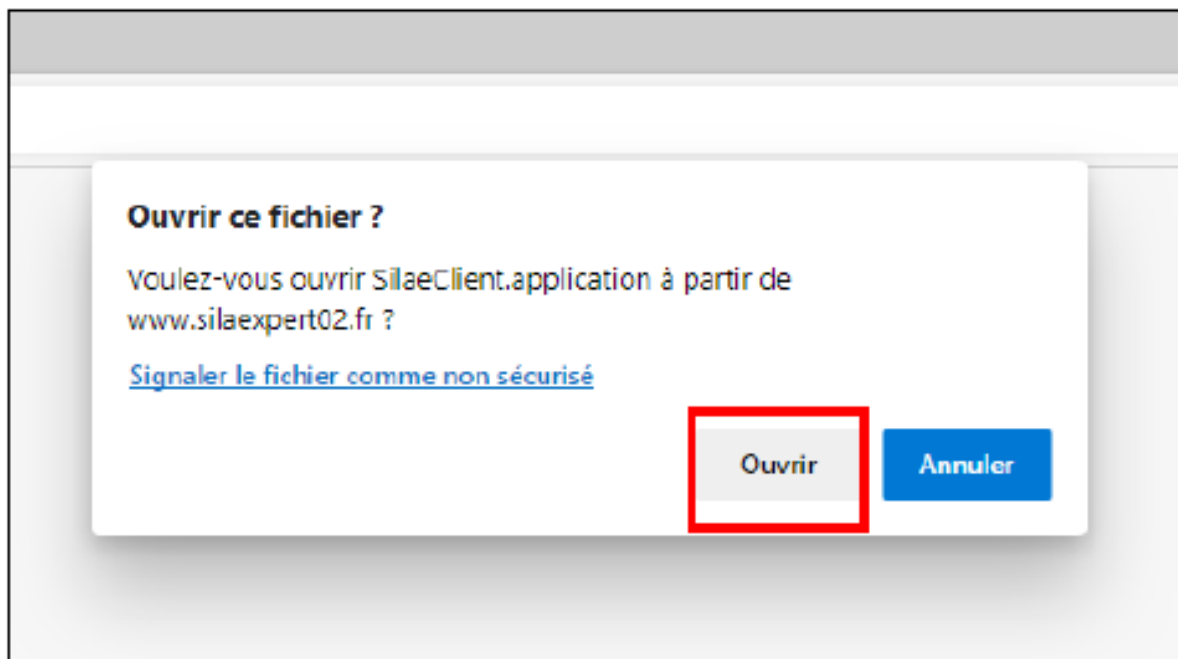 Ouvrir ce fichier ?
Voulez-vous ouvrir SilaeClient.application à partir de
www.silaexpert02.fr ?
Signaler le fichier comme non sécurisé
Ouvrir
Annuler